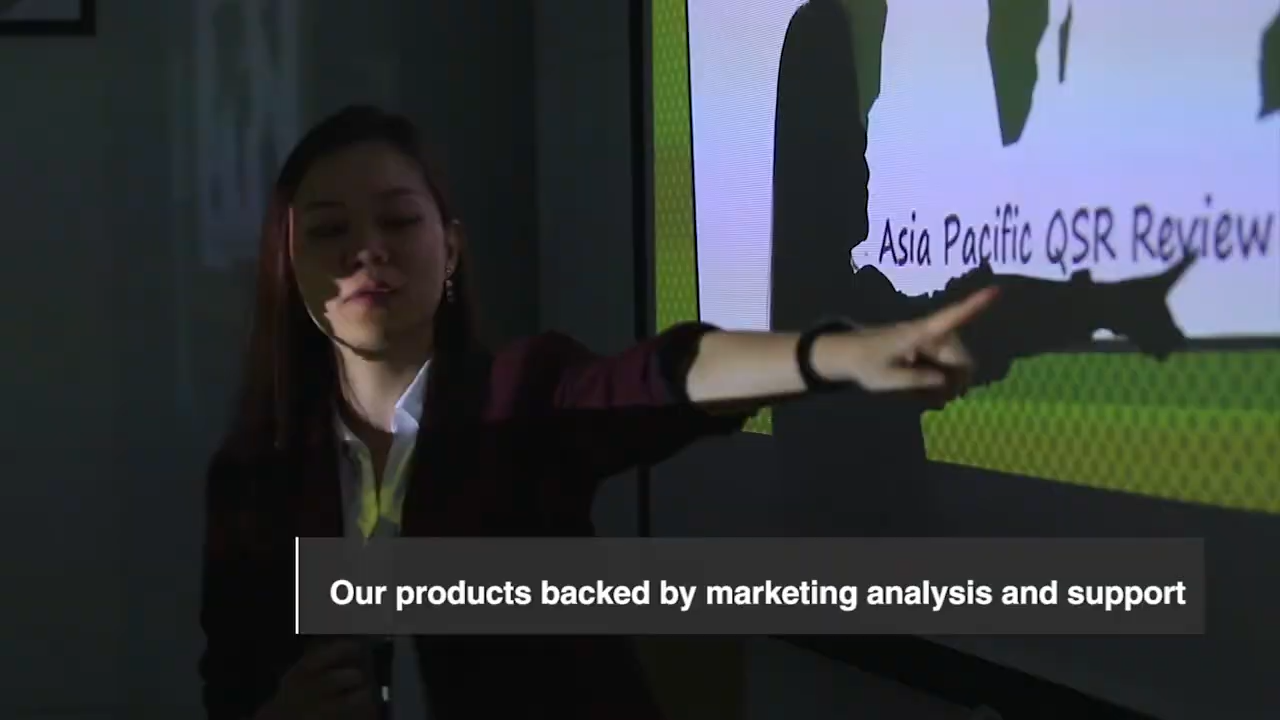 Asia Pacific QSR Review
Our products backed by marketing analysis and support